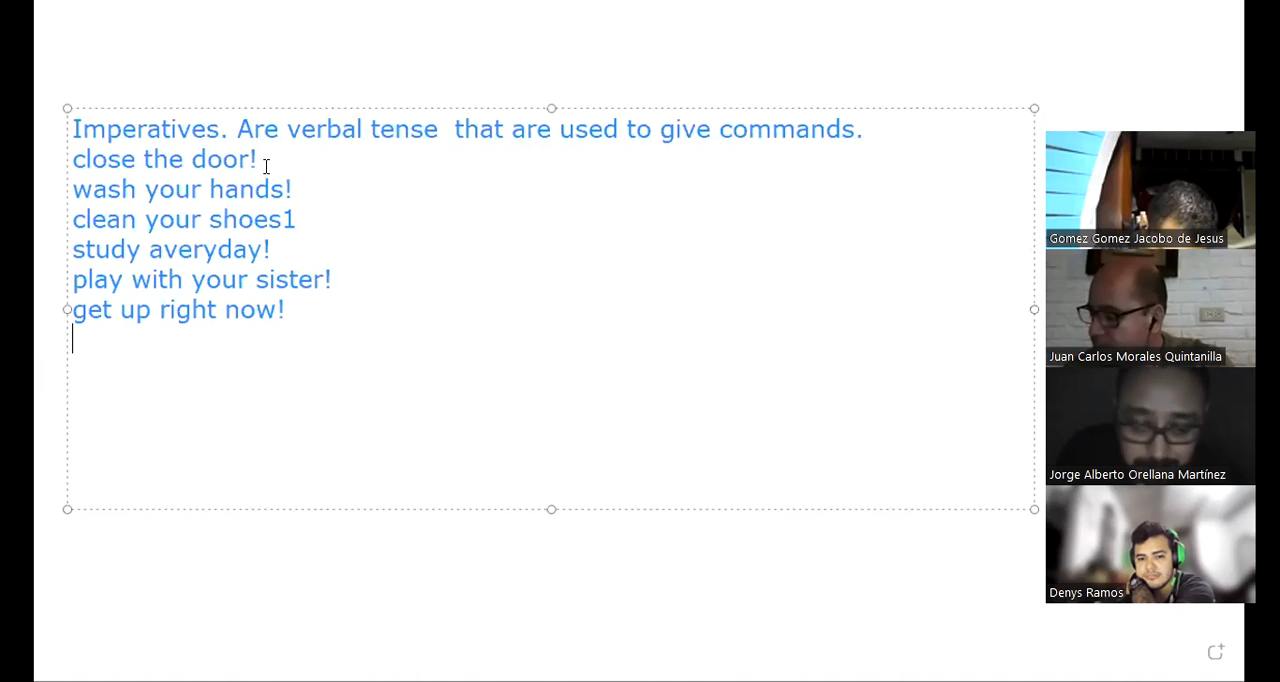 Imperatives. Are verbal tense  that are used to give commands.
close the door!
wash your hands!
clean your shoes1
study averyday!
play with your sister!
get up right now!
Gomez Gomez Jacobo de Jesus
Juan Carlos Morales Quintanilla
Jorge Alberto Orellana Martínez
Denys Ramos